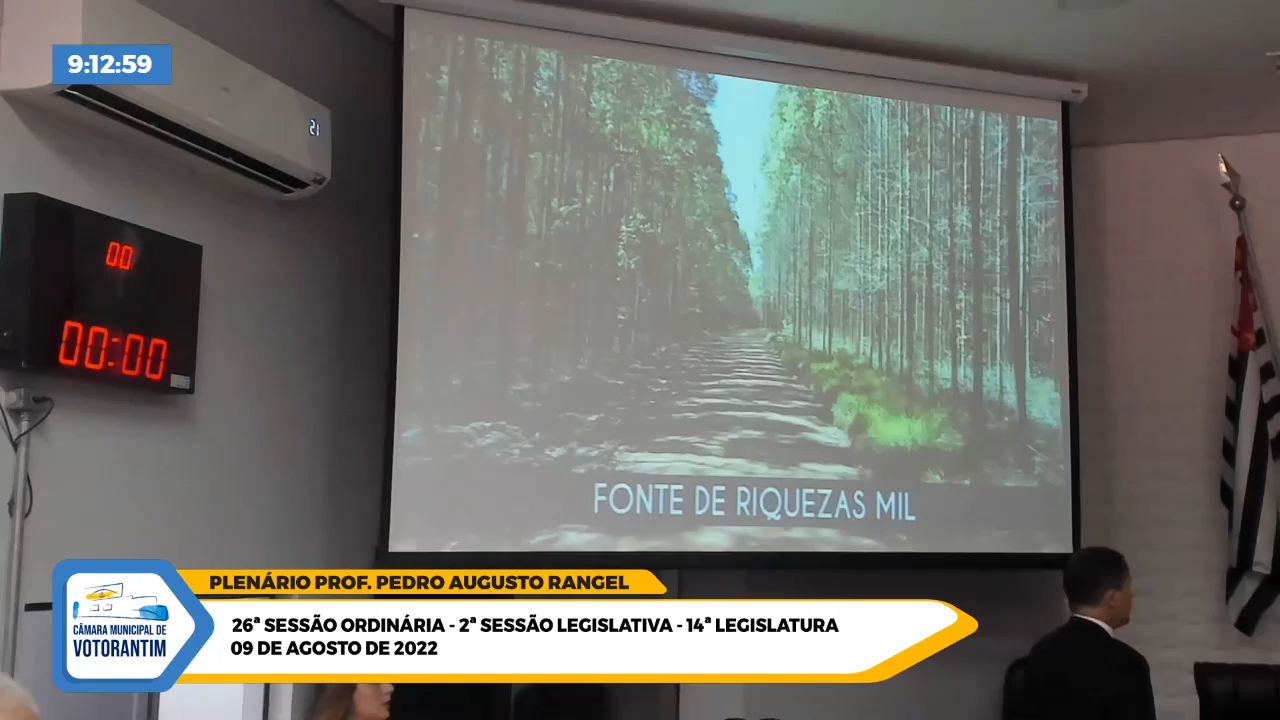 9:12:59
21
00
00:00
FONTE DE RIQUEZAS MIL
PLENÁRIO PROF. PEDRO AUGUSTO RANGEL
26ª SESSÃO ORDINÁRIA - 2ª SESSÃO LEGISLATIVA - 14ª LEGISLATURA
09 DE AGOSTO DE 2022
CÂMARA MUNICIPAL DE
VOTORANTIM